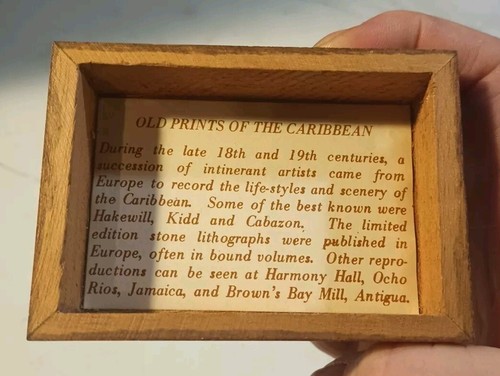 OLD PRINTS OF THE CARIBBEAN
During the late 18th and 19th centuries, a
succession of intinerant artists came from
Europe to record the life-styles and scenery of
the Caribbean. Some of the best known were
Hakewill, Kidd and Cabazon. The limited
edition stone lithographs were published in
Europe, often in bound volumes. Other repro-
ductions can be seen at Harmony Hall, Ocho
Rios, Jamaica, and Brown's Bay Mill, Antigua.